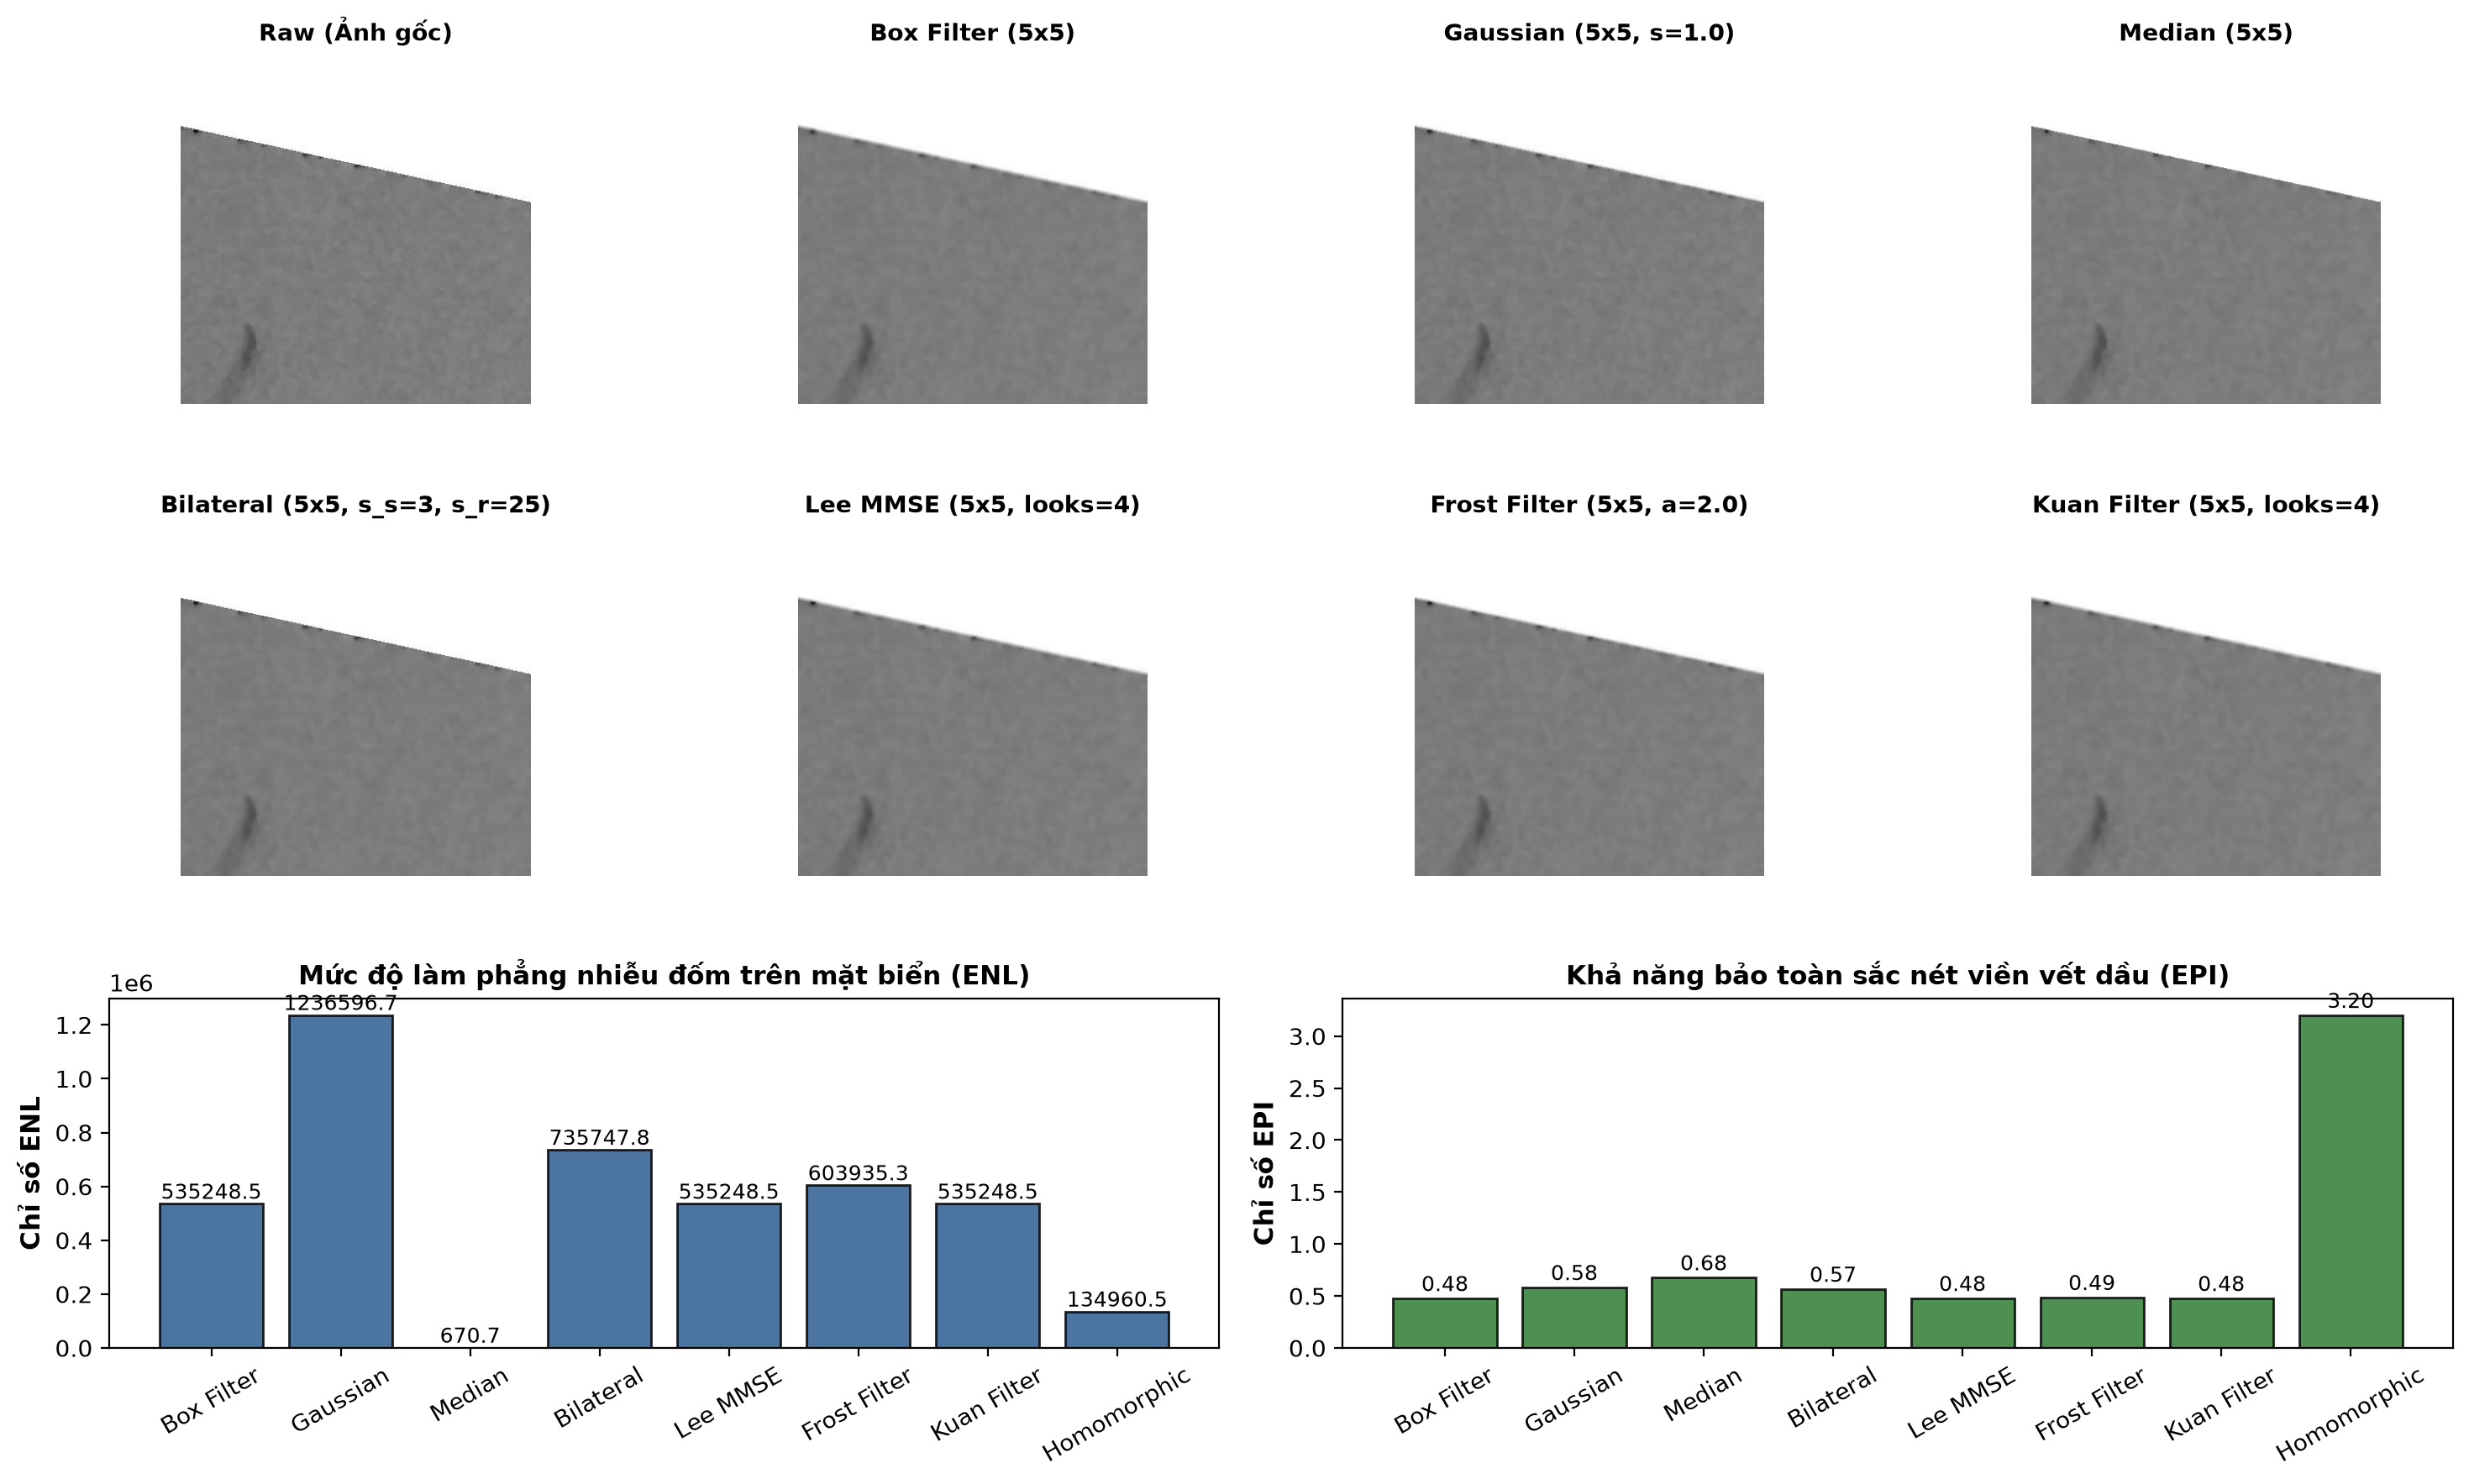 Raw (Ảnh gốc)
Box Filter (5x5)
Gaussian (5x5, s=1.0)
Median (5x5)
Bilateral (5x5, s_s=3, s_r=25)
Lee MMSE (5x5, looks=4)
Frost Filter (5x5, a=2.0)
Kuan Filter (5x5, looks=4)
Mức độ làm phẳng nhiễu đốm trên mặt biển (ENL)
1e6
Chỉ số ENL
1.2
1.0
0.8
0.6
0.4
0.2
0.0
535248.5
1236596.7
670.7
735747.8
535248.5
603935.3
535248.5
134960.5
Box Filter
Gaussian
Median
Bilateral
Lee MMSE
Frost Filter
Kuan Filter
Homomorphic
Khả năng bảo toàn sắc nét viền vết dầu (EPI)
Chỉ số EPI
3.0
2.5
2.0
1.5
1.0
0.5
0.0
0.48
0.58
0.68
0.57
0.48
0.49
0.48
3.20
Box Filter
Gaussian
Median
Bilateral
Lee MMSE
Frost Filter
Kuan Filter
Homomorphic